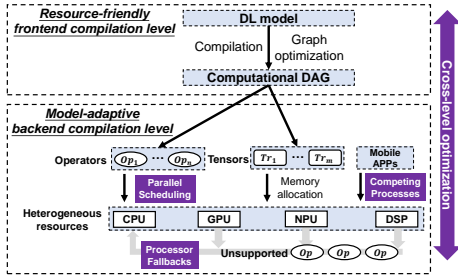 Resource-friendly
frontend compilation level
DL model
Compilation
Graph
optimization
Computational DAG
Cross-level optimization
Model-adaptive
backend compilation level
Operators
Op₁ ... Opₙ
Tensors
Tr₁ ... Trₘ
Mobile
APPs
Parallel
Scheduling
Memory
allocation
Competing
Processes
Heterogeneous
resources
CPU
GPU
NPU
DSP
Processor
Fallbacks
Unsupported
Op
Op
Op